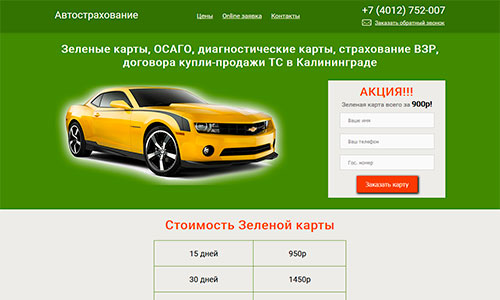 Автострахование
Цены Online заявка Контакты
+7 (4012) 752-007
Заказать обратный звонок
Зеленые карты, ОСАГО, диагностические карты, страхование ВЗР,
договора купли-продажи ТС в Калининграде
АКЦИЯ!!!
Зеленая карта всего за 900р!
Ваше имя
Ваш телефон
Гос. номер
Заказать карту
Стоимость Зеленой карты
15 дней 950р
30 дней 1450р